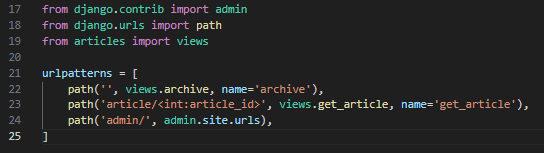 17 from django.contrib import admin
18 from django.urls import path
19 from articles import views
20
21 urlpatterns = [
22     path('', views.archive, name='archive'),
23     path('article/<int:article_id>', views.get_article, name='get_article'),
24     path('admin/', admin.site.urls),
25 ]